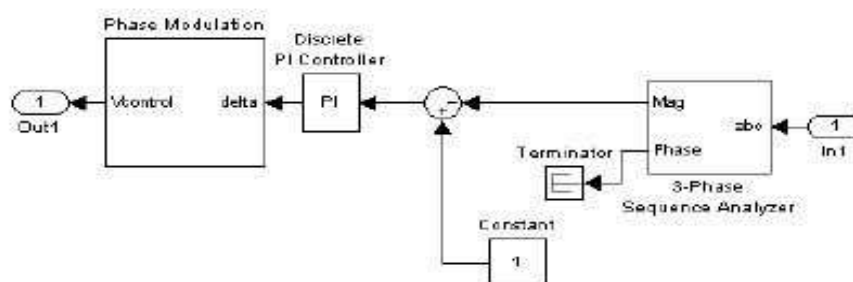 Phase Modulation
Discrete
PI Controller
1
Vcontrol
delta
PI
Mag
abc
1
Out1
In1
Phase
Terminator
3-Phase
Sequence Analyzer
Constant
1